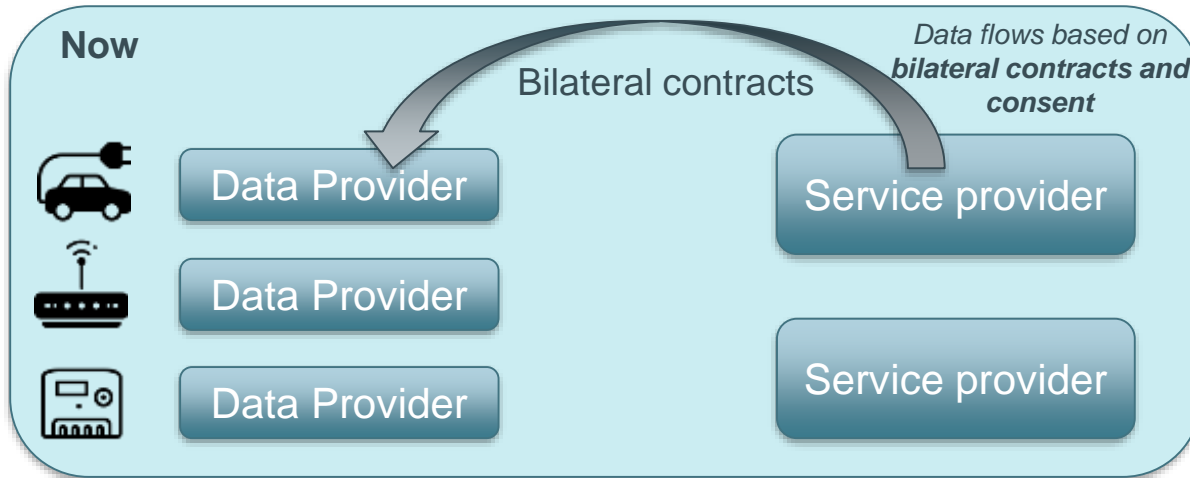 Now
Data flows based on
bilateral contracts and
consent
Bilateral contracts
Data Provider
Service provider
Data Provider
Data Provider
Service provider